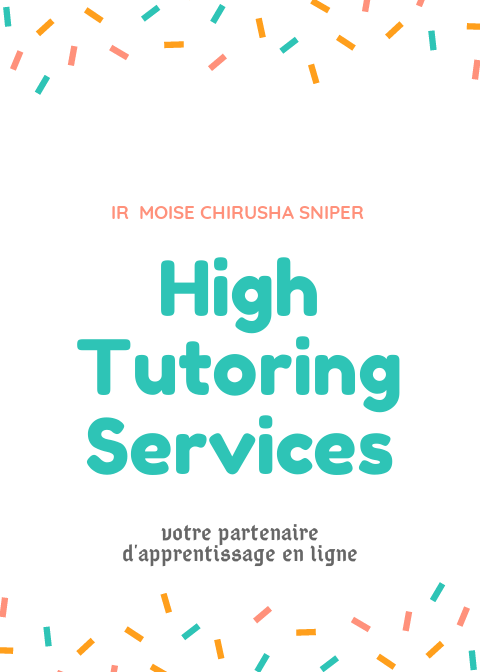 IR MOISE CHIRUSHA SNIPER
High
Tutoring
Services
votre partenaire
d'apprentissage en ligne